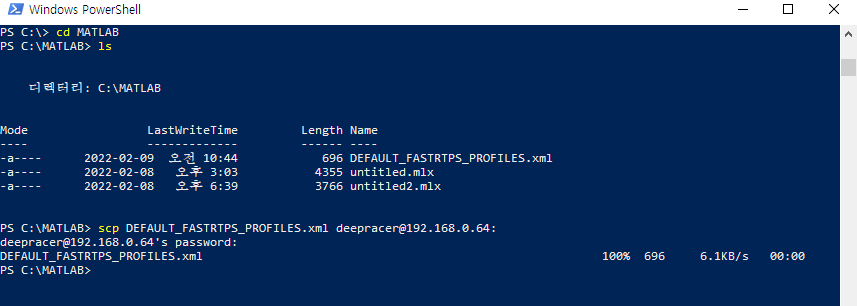 Windows PowerShell
PS C:\> cd MATLAB
PS C:\MATLAB> ls
디렉터리: C:\MATLAB
Mode                 LastWriteTime         Length Name
----                 -------------         ------ ----
-a----      2022-02-09  오전 10:44            696 DEFAULT_FASTRTPS_PROFILES.xml
-a----      2022-02-08   오후 3:03           4355 untitled.mlx
-a----      2022-02-08   오후 6:39           3766 untitled2.mlx
PS C:\MATLAB> scp DEFAULT_FASTRTPS_PROFILES.xml deepracer@192.168.0.64:
deepracer@192.168.0.64's password:
DEFAULT_FASTRTPS_PROFILES.xml                                 100%  696     6.1KB/s   00:00
PS C:\MATLAB>